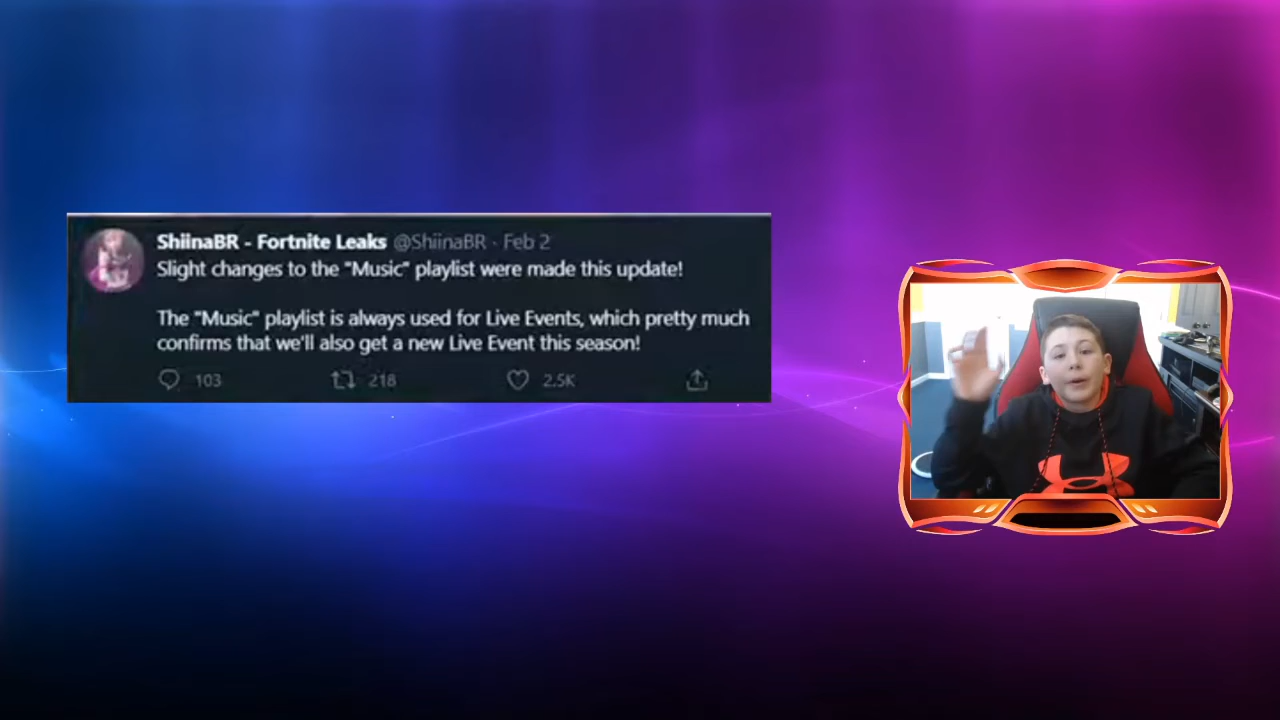 ShiinaBR - Fortnite Leaks @ShiinaBR · Feb 2
Slight changes to the "Music" playlist were made this update!
The "Music" playlist is always used for Live Events, which pretty much
confirms that we'll also get a new Live Event this season!
103 218 2.5K